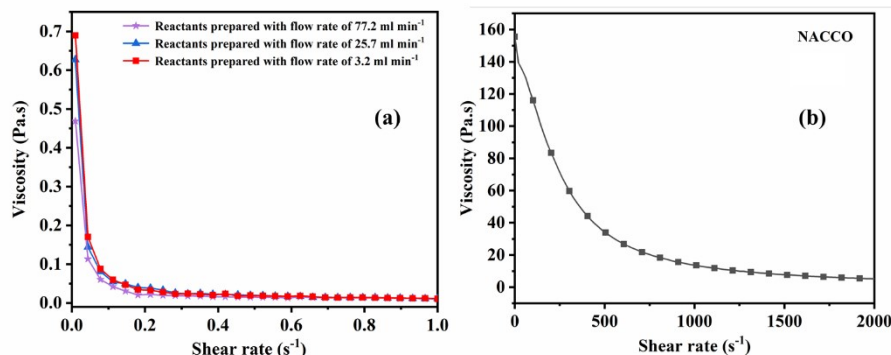 Reactants prepared with flow rate of 77.2 ml min⁻¹
Reactants prepared with flow rate of 25.7 ml min⁻¹
Reactants prepared with flow rate of 3.2 ml min⁻¹
(a)
0.7
0.6
0.5
0.4
0.3
0.2
0.1
0.0
Viscosity (Pa.s)
0.0 0.2 0.4 0.6 0.8 1.0
Shear rate (s⁻¹)
NACCO
(b)
160
140
120
100
80
60
40
20
0
Viscosity (Pa.s)
0 500 1000 1500 2000
Shear rate (s⁻¹)